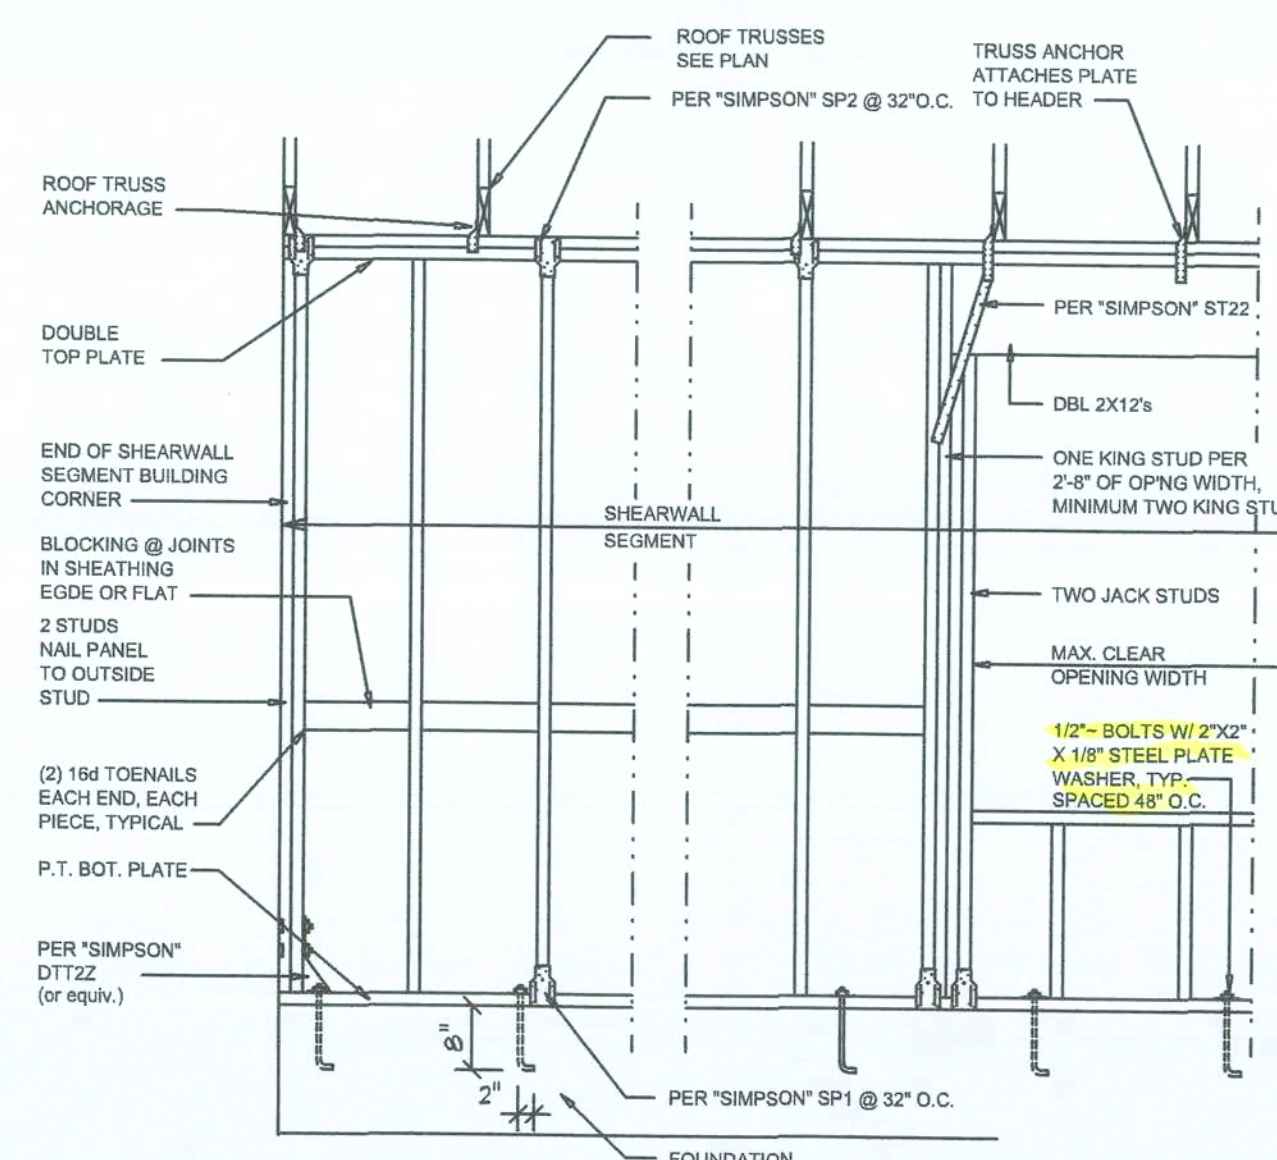 ROOF TRUSSES
SEE PLAN
PER "SIMPSON" SP2 @ 32"O.C.
TRUSS ANCHOR
ATTACHES PLATE
TO HEADER
ROOF TRUSS
ANCHORAGE
DOUBLE
TOP PLATE
PER "SIMPSON" ST22
DBL 2X12's
END OF SHEARWALL
SEGMENT BUILDING
CORNER
ONE KING STUD PER
2'-8" OF OP'NG WIDTH,
MINIMUM TWO KING STU
SHEARWALL
SEGMENT
BLOCKING @ JOINTS
IN SHEATHING
EGDE OR FLAT
2 STUDS
NAIL PANEL
TO OUTSIDE
STUD
TWO JACK STUDS
MAX. CLEAR
OPENING WIDTH
1/2"~ BOLTS W/ 2"X2"
X 1/8" STEEL PLATE
WASHER, TYP.
SPACED 48" O.C.
(2) 16d TOENAILS
EACH END, EACH
PIECE, TYPICAL
P.T. BOT. PLATE
PER "SIMPSON"
DTT2Z
(or equiv.)
8"
2"
PER "SIMPSON" SP1 @ 32" O.C.
FOUNDATION